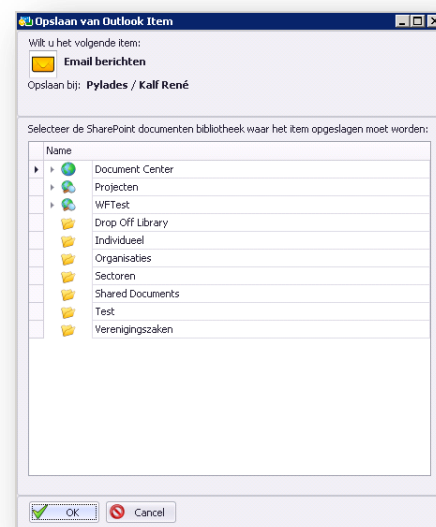 Opslaan van Outlook Item
Wilt u het volgende item:
Email berichten
Opslaan bij: Pylades / Kalf René
Selecteer de SharePoint documenten bibliotheek waar het item opgeslagen moet worden:
Name
Document Center
Projecten
WFTest
Drop Off Library
Individueel
Organisaties
Sectoren
Shared Documents
Test
Verenigingszaken
OK Cancel